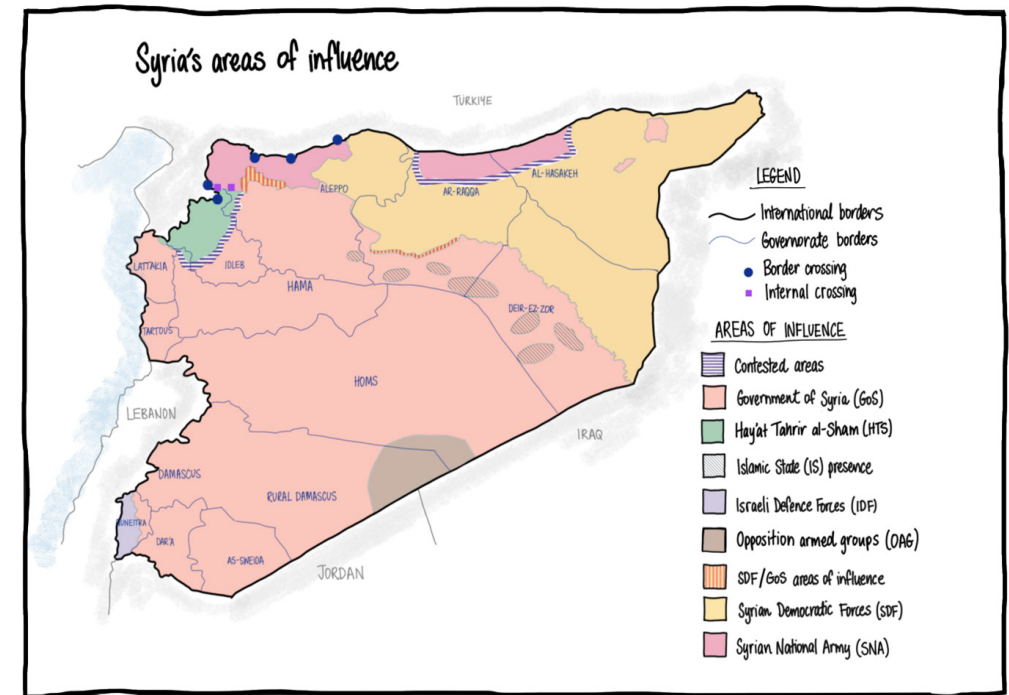 Syria's areas of influence
TÜRKIYE
ALEPPO
AR-RAQQA
AL-HASAKEH
LATTAKIA
IDLEB
HAMA
DEIR-EZ-ZOR
TARTOUS
HOMS
LEBANON
IRAQ
DAMASCUS
RURAL DAMASCUS
QUNEITRA
DAR'A
AS-SWEIDA
JORDAN
LEGEND
International borders
Governorate borders
Border crossing
Internal crossing
AREAS OF INFLUENCE
Contested areas
Government of Syria (GoS)
Hay'at Tahrir al-Sham (HTS)
Islamic State (IS) presence
Israeli Defence Forces (IDF)
Opposition armed groups (OAG)
SDF/GoS areas of influence
Syrian Democratic Forces (SDF)
Syrian National Army (SNA)